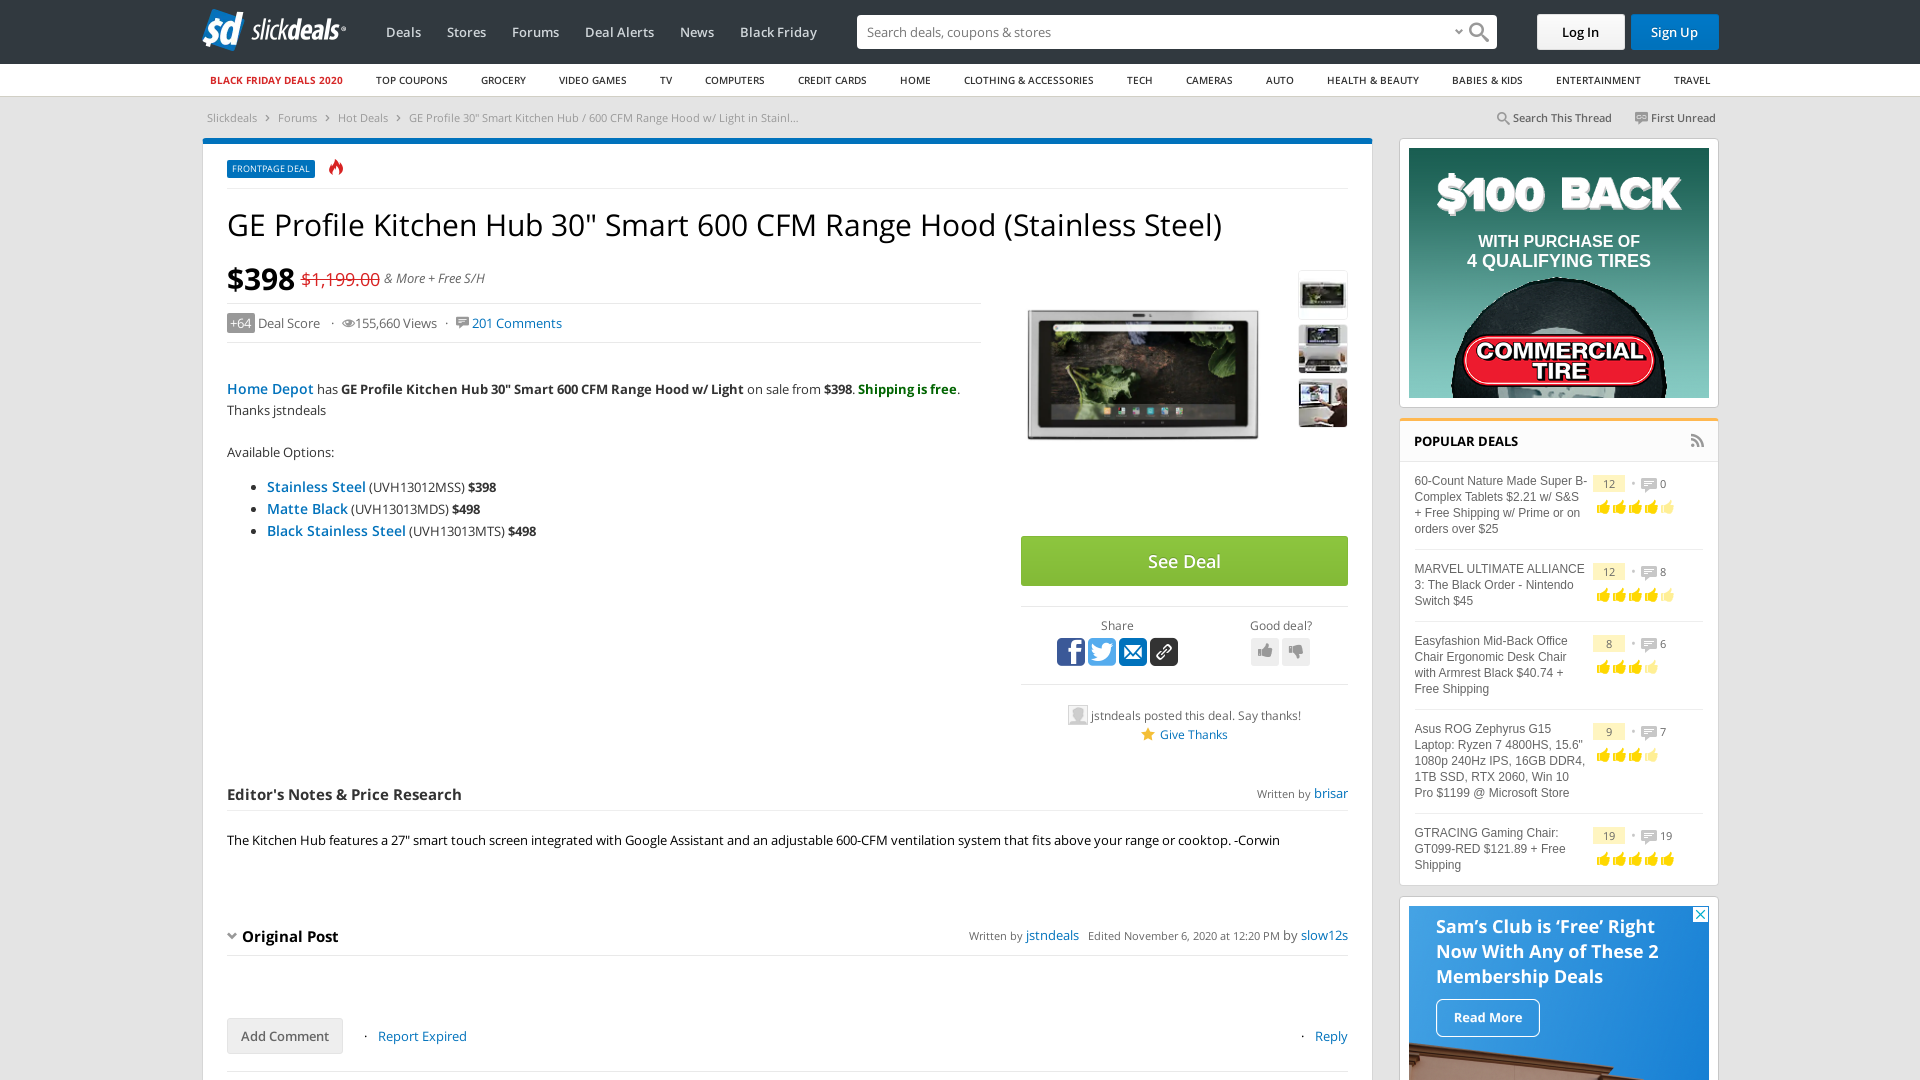 slickdeals
Deals
Stores
Forums
Deal Alerts
News
Black Friday
Search deals, coupons & shopping
Log In
Sign Up
BLACK FRIDAY DEALS 2020
TOP COUPONS
GROCERY
VIDEO GAMES
TV
COMPUTERS
CREDIT CARDS
HOME
CLOTHING & ACCESSORIES
TECH
CAMERAS
AUTO
HEALTH & BEAUTY
BABIES & KIDS
ENTERTAINMENT
TRAVEL
Slickdeals › Forums › Hot Deals › GE Profile 30" Smart Kitchen Hub / 600 CFM Range Hood w/ Light in Stainl...
Search This Thread
First Unread
FRONTPAGE DEAL
GE Profile Kitchen Hub 30" Smart 600 CFM Range Hood (Stainless Steel)
$398 $1,199.00 & More + Free S/H
+64 Deal Score · 155,660 Views · 201 Comments
Home Depot has GE Profile Kitchen Hub 30" Smart 600 CFM Range Hood w/ Light on sale from $398. Shipping is free.
Thanks jstndeals
Available Options:
• Stainless Steel (UVH13012MSS) $398
• Matte Black (UVH13013MDS) $498
• Black Stainless Steel (UVH13013MTS) $498
See Deal
Share
Good deal?
jstndeals posted this deal. Say thanks!
Give Thanks
Editor's Notes & Price Research
Written by brisar
The Kitchen Hub features a 27" smart touch screen integrated with Google Assistant and an adjustable 600-CFM ventilation system that fits above your range or cooktop. -Corwin
Original Post
Written by jstndeals Edited November 6, 2020 at 12:20 PM by slow12s
Add Comment
· Report Expired
· Reply
$100 BACK
WITH PURCHASE OF
4 QUALIFYING TIRES
COMMERCIAL
TIRE
POPULAR DEALS
60-Count Nature Made Super B-
Complex Tablets $2.21 w/ S&S
+ Free Shipping w/ Prime or on
orders over $25
12 • 0
MARVEL ULTIMATE ALLIANCE
3: The Black Order - Nintendo
Switch $45
12 • 8
Easyfashion Mid-Back Office
Chair Ergonomic Desk Chair
with Armrest Black $40.74 +
Free Shipping
8 • 6
Asus ROG Zephyrus G15
Laptop: Ryzen 7 4800HS, 15.6"
1080p 240Hz IPS, 16GB DDR4,
1TB SSD, RTX 2060, Win 10
Pro $1199 @ Microsoft Store
9 • 7
GTRACING Gaming Chair:
GT099-RED $121.89 + Free
Shipping
19 • 19
Sam's Club is 'Free' Right
Now With Any of These 2
Membership Deals
Read More